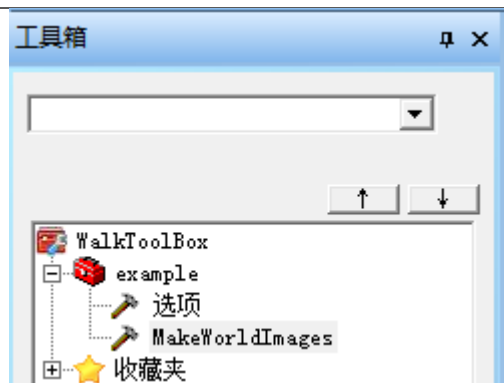 工具箱
WalkToolBox
example
选项
MakeWorldImages
收藏夹